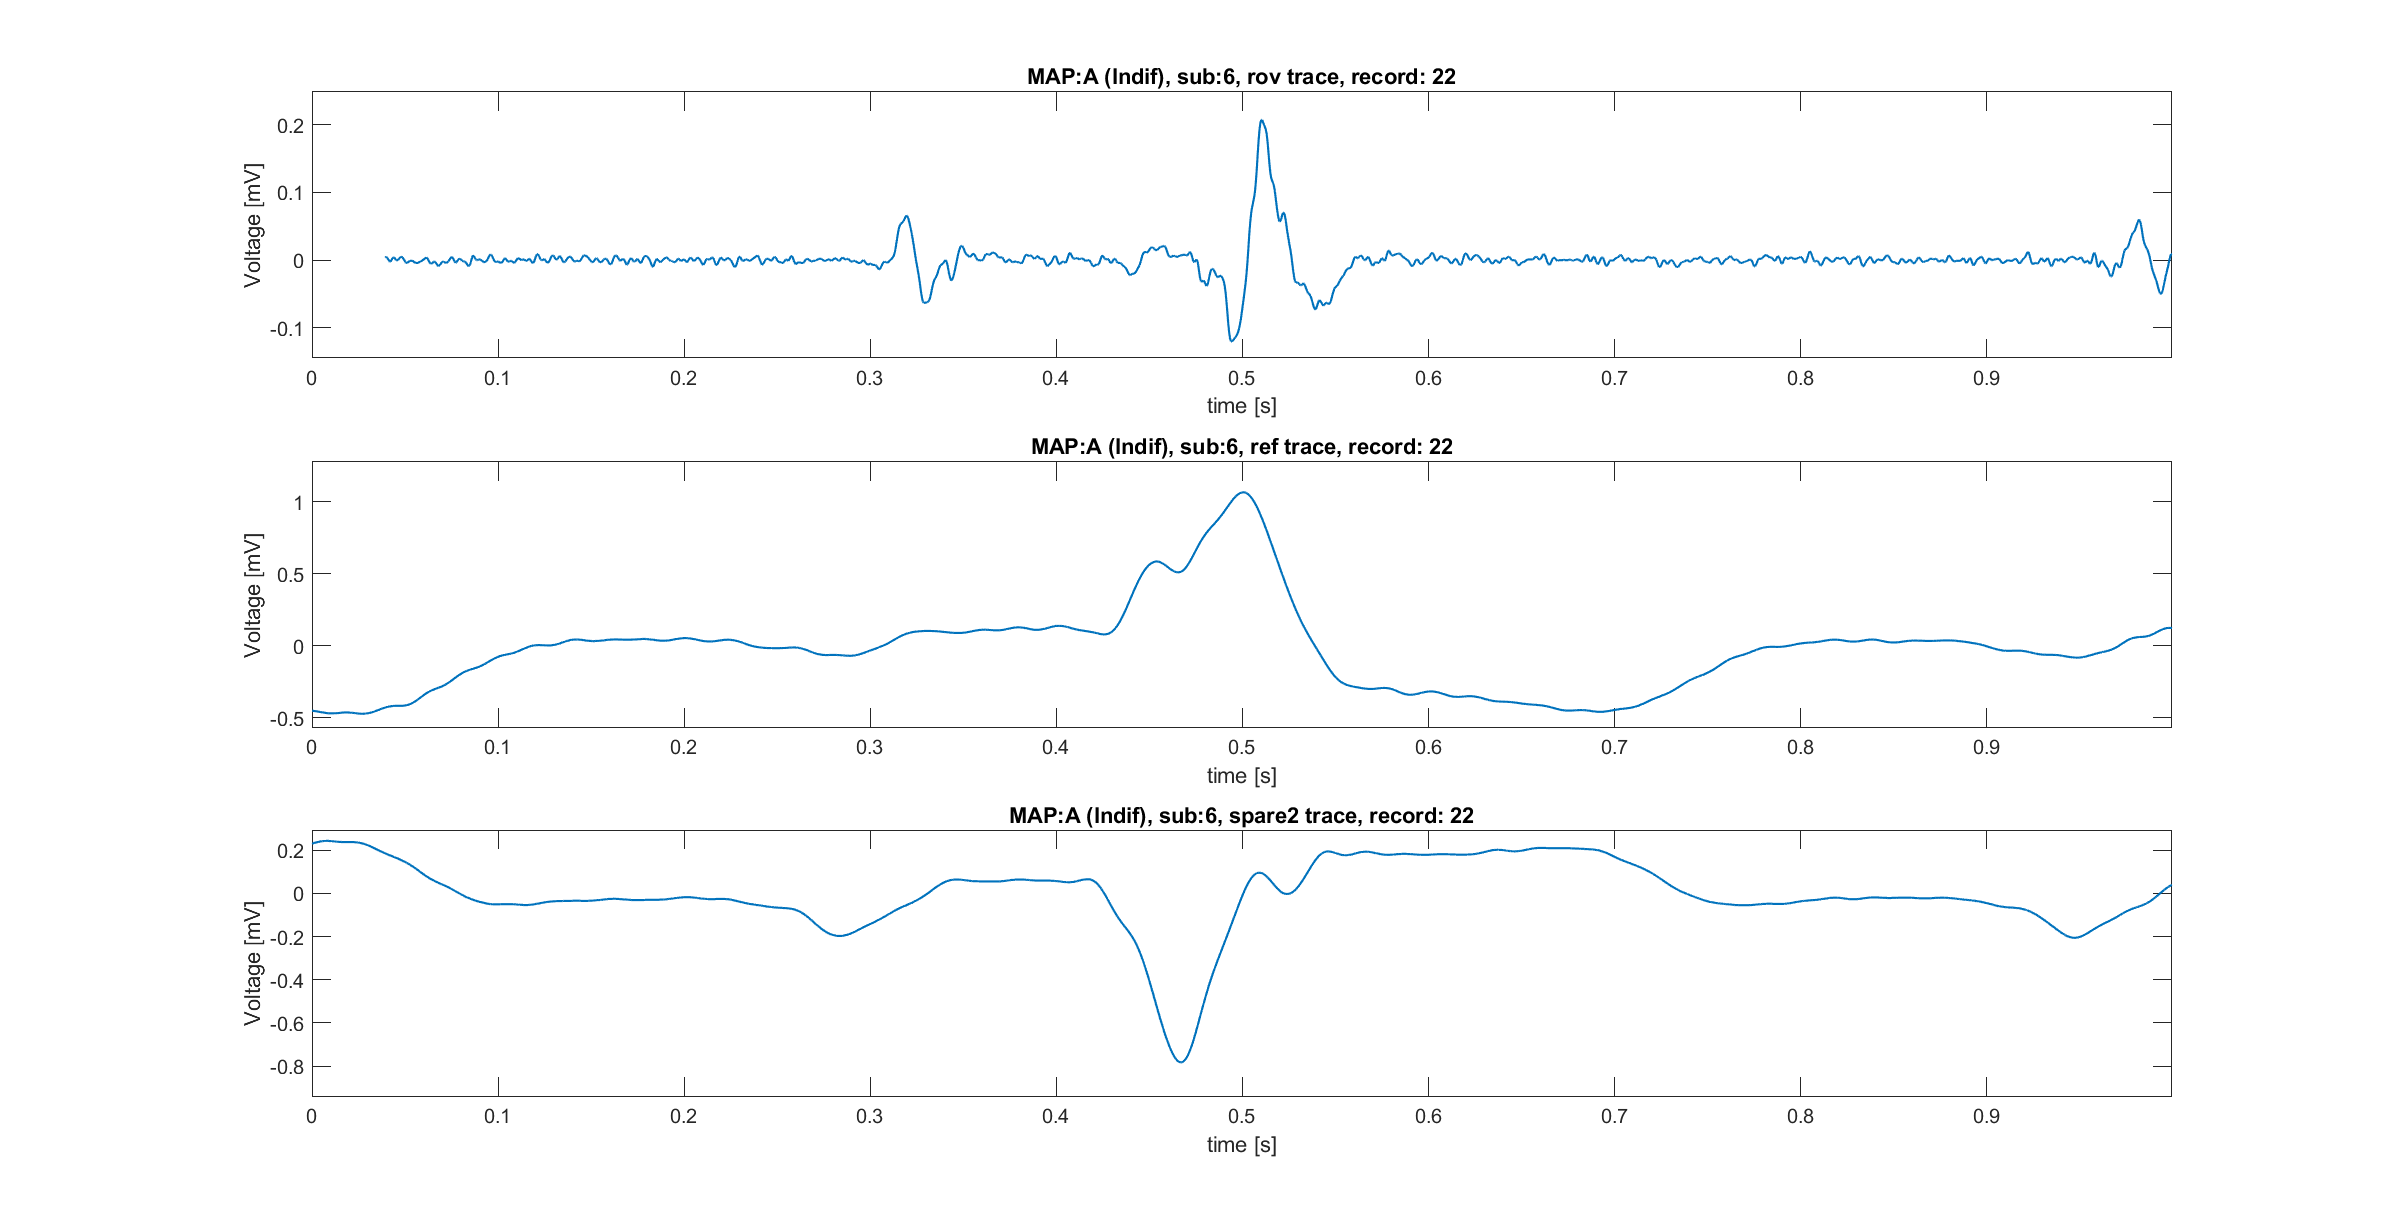 MAP:A (Indif), sub:6, rov trace, record: 22
Voltage [mV]
0.2
0.1
0
-0.1
0 0.1 0.2 0.3 0.4 0.5 0.6 0.7 0.8 0.9
time [s]
MAP:A (Indif), sub:6, ref trace, record: 22
Voltage [mV]
1
0.5
0
-0.5
0 0.1 0.2 0.3 0.4 0.5 0.6 0.7 0.8 0.9
time [s]
MAP:A (Indif), sub:6, spare2 trace, record: 22
Voltage [mV]
0.2
0
-0.2
-0.4
-0.6
-0.8
0 0.1 0.2 0.3 0.4 0.5 0.6 0.7 0.8 0.9
time [s]